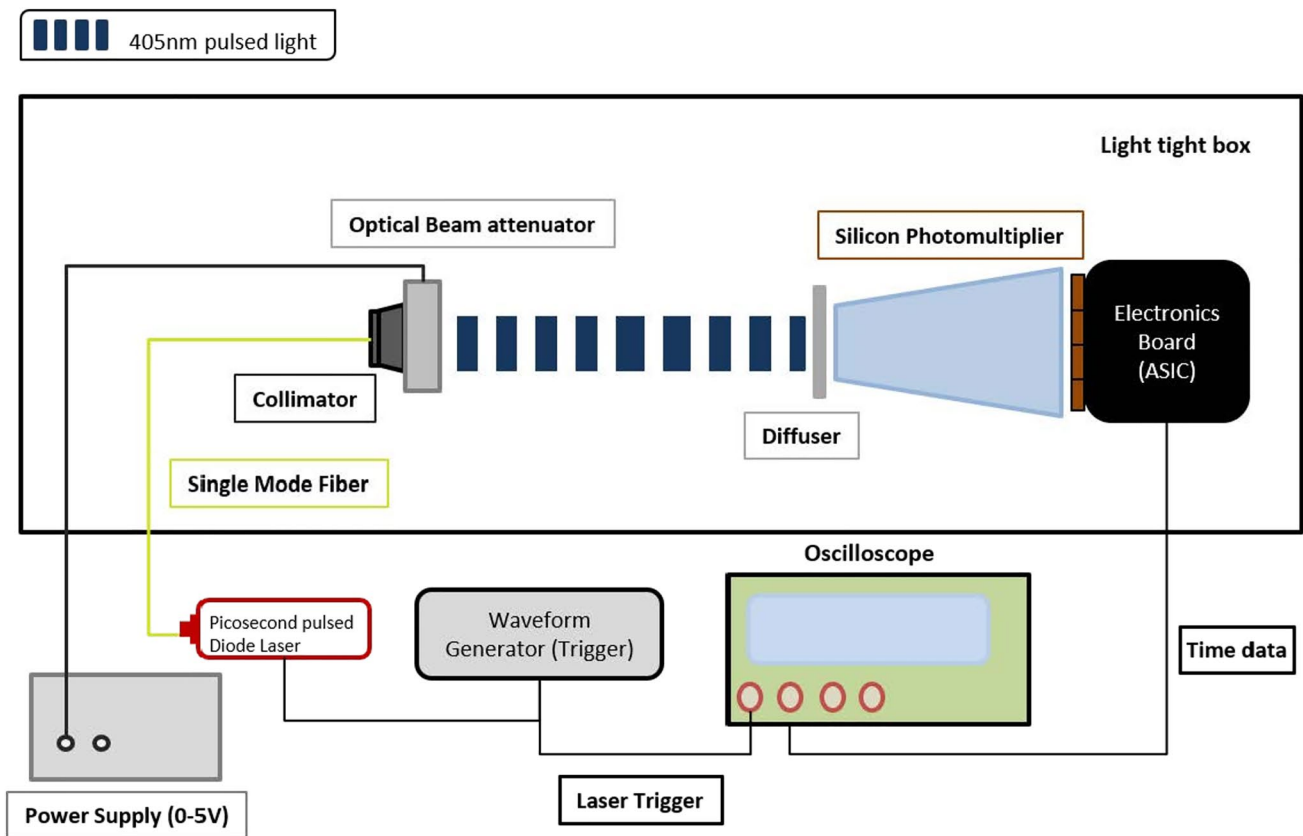 405nm pulsed light
Light tight box
Optical Beam attenuator
Silicon Photomultiplier
Electronics
Board
(ASIC)
Collimator
Diffuser
Single Mode Fiber
Oscilloscope
Picosecond pulsed
Diode Laser
Waveform
Generator (Trigger)
Time data
Laser Trigger
Power Supply (0-5V)